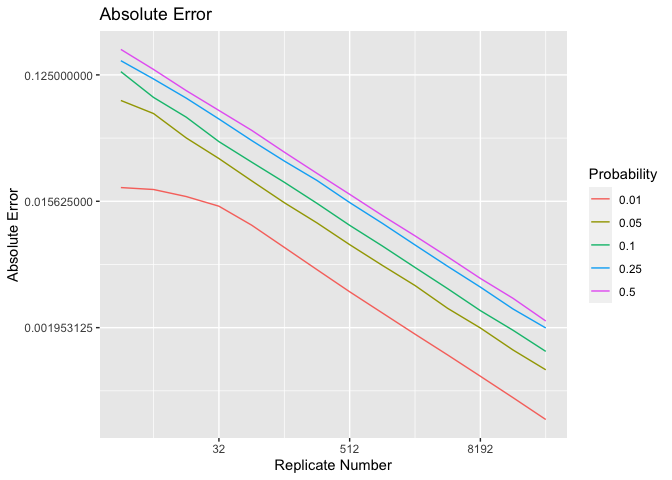 Absolute Error
0.125000000
0.015625000
0.001953125
Absolute Error
32
512
8192
Replicate Number
Probability
0.01
0.05
0.1
0.25
0.5